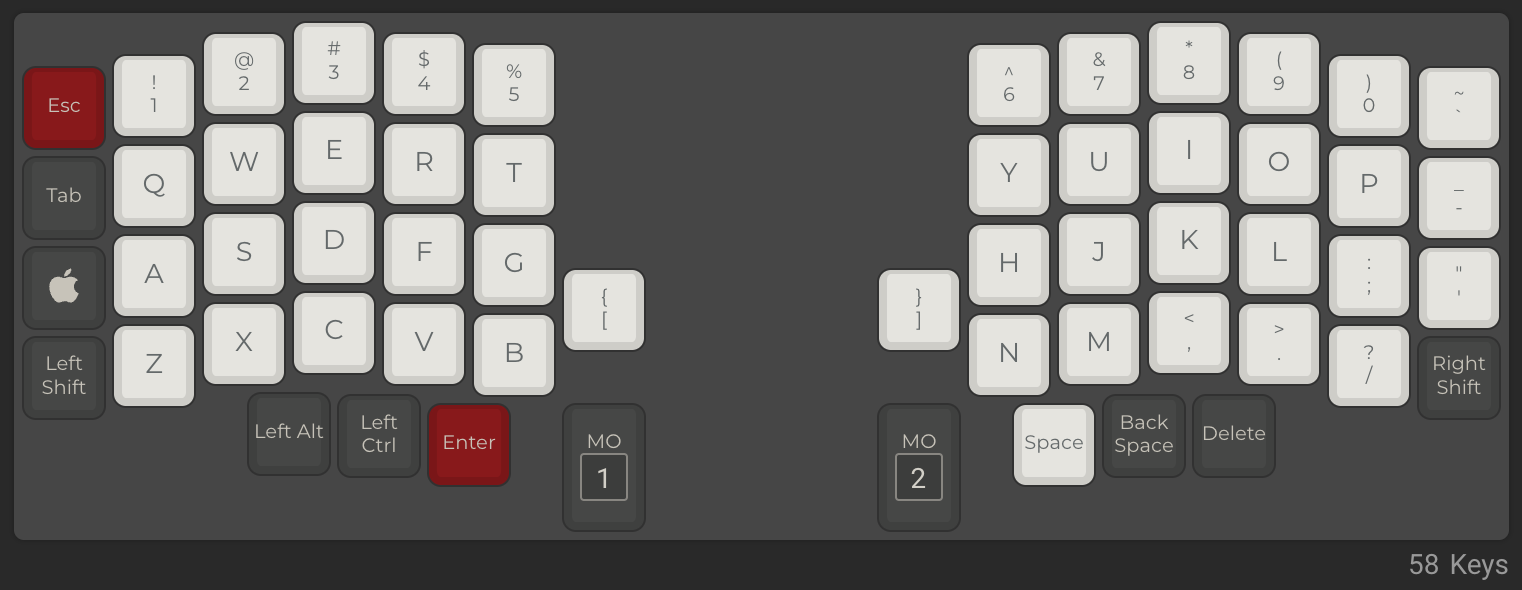 Esc
!
1
@
2
#
3
$
4
%
5
^
6
&
7
*
8
(
9
)
0
~
`
Tab
Q
W
E
R
T
Y
U
I
O
P
_
-
A
S
D
F
G
{
[
}
]
H
J
K
L
:
;
"
'
Left
Shift
Z
X
C
V
B
N
M
<
,
>
.
?
/
Right
Shift
Left Alt
Left
Ctrl
Enter
MO
1
MO
2
Space
Back
Space
Delete
58 Keys